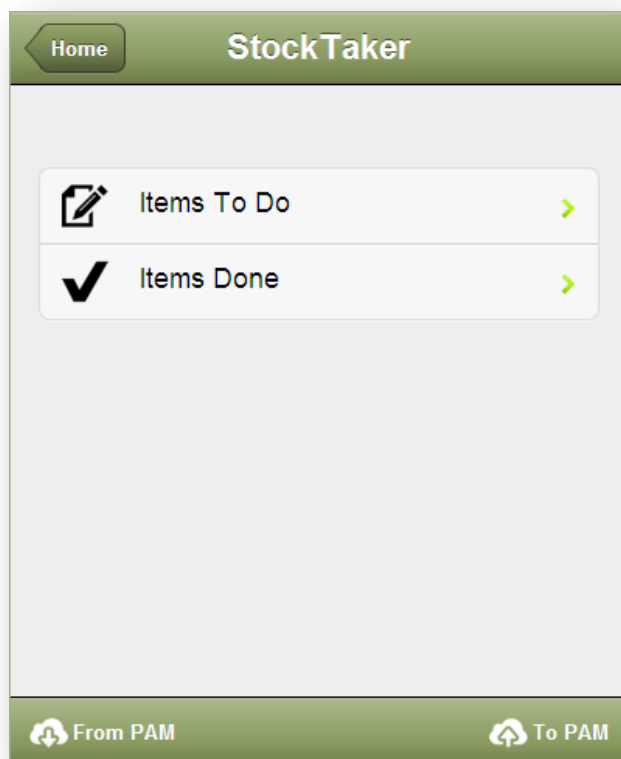 Home
StockTaker
Items To Do
Items Done
From PAM
To PAM